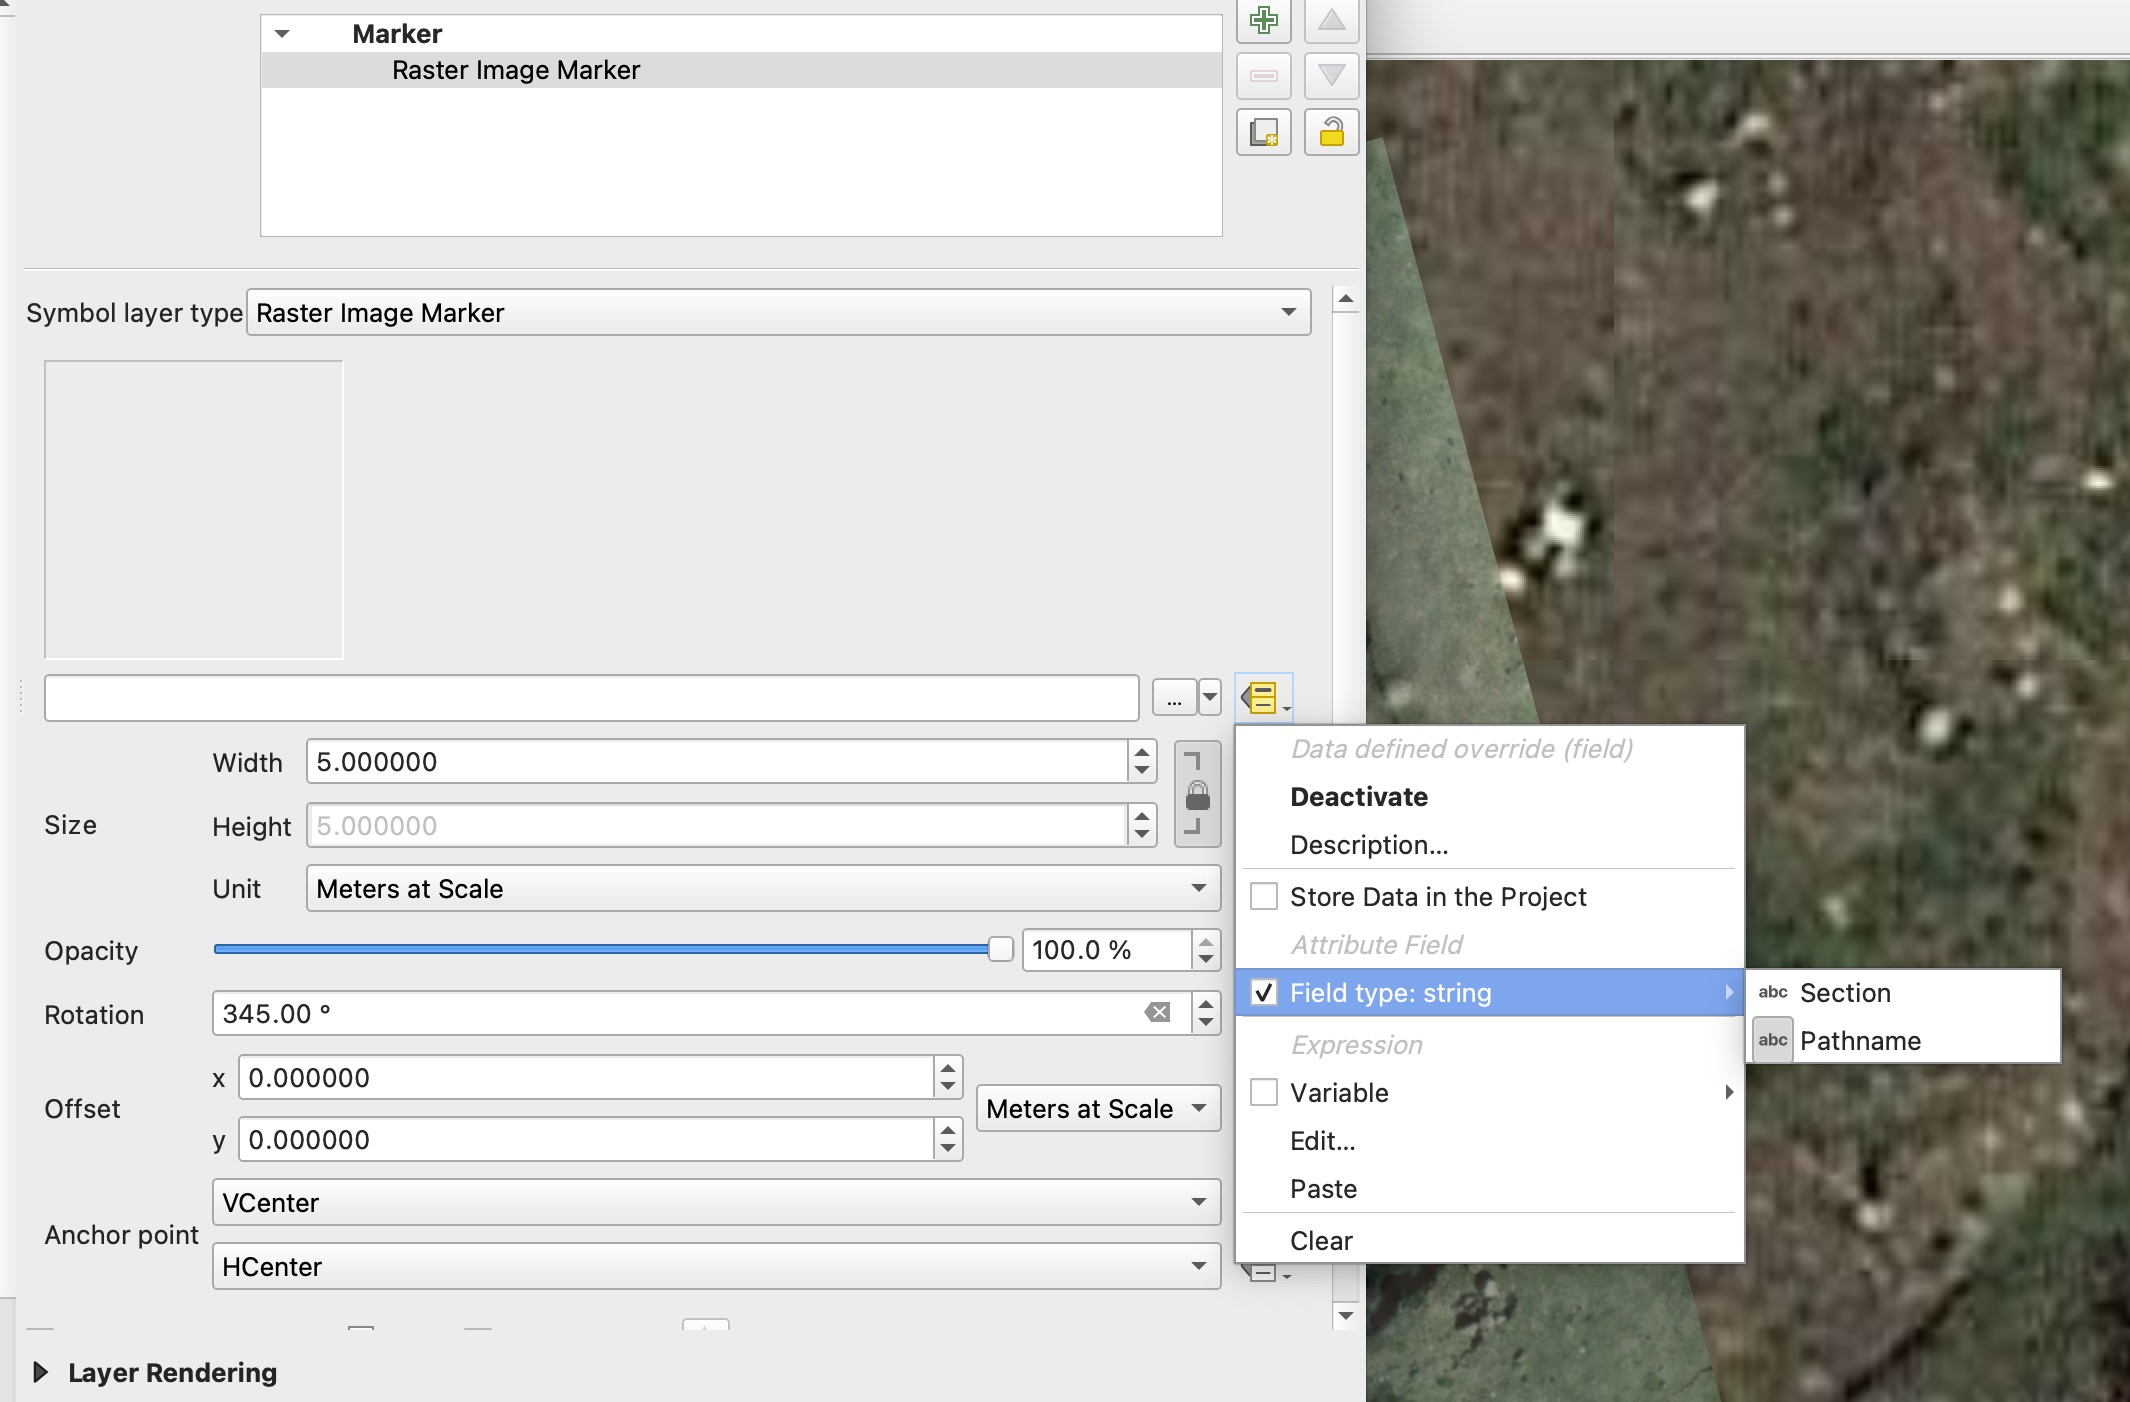 Marker
Raster Image Marker
Symbol layer type Raster Image Marker
...
Width 5.000000
Size
Height 5.000000
Unit Meters at Scale
Opacity 100.0 %
Rotation 345.00 °
x 0.000000
Offset Meters at Scale
y 0.000000
VCenter
Anchor point
HCenter
Layer Rendering
Data defined override (field)
Deactivate
Description...
Store Data in the Project
Attribute Field
Field type: string
Expression
Variable
Edit...
Paste
Clear
abc Section
abc Pathname